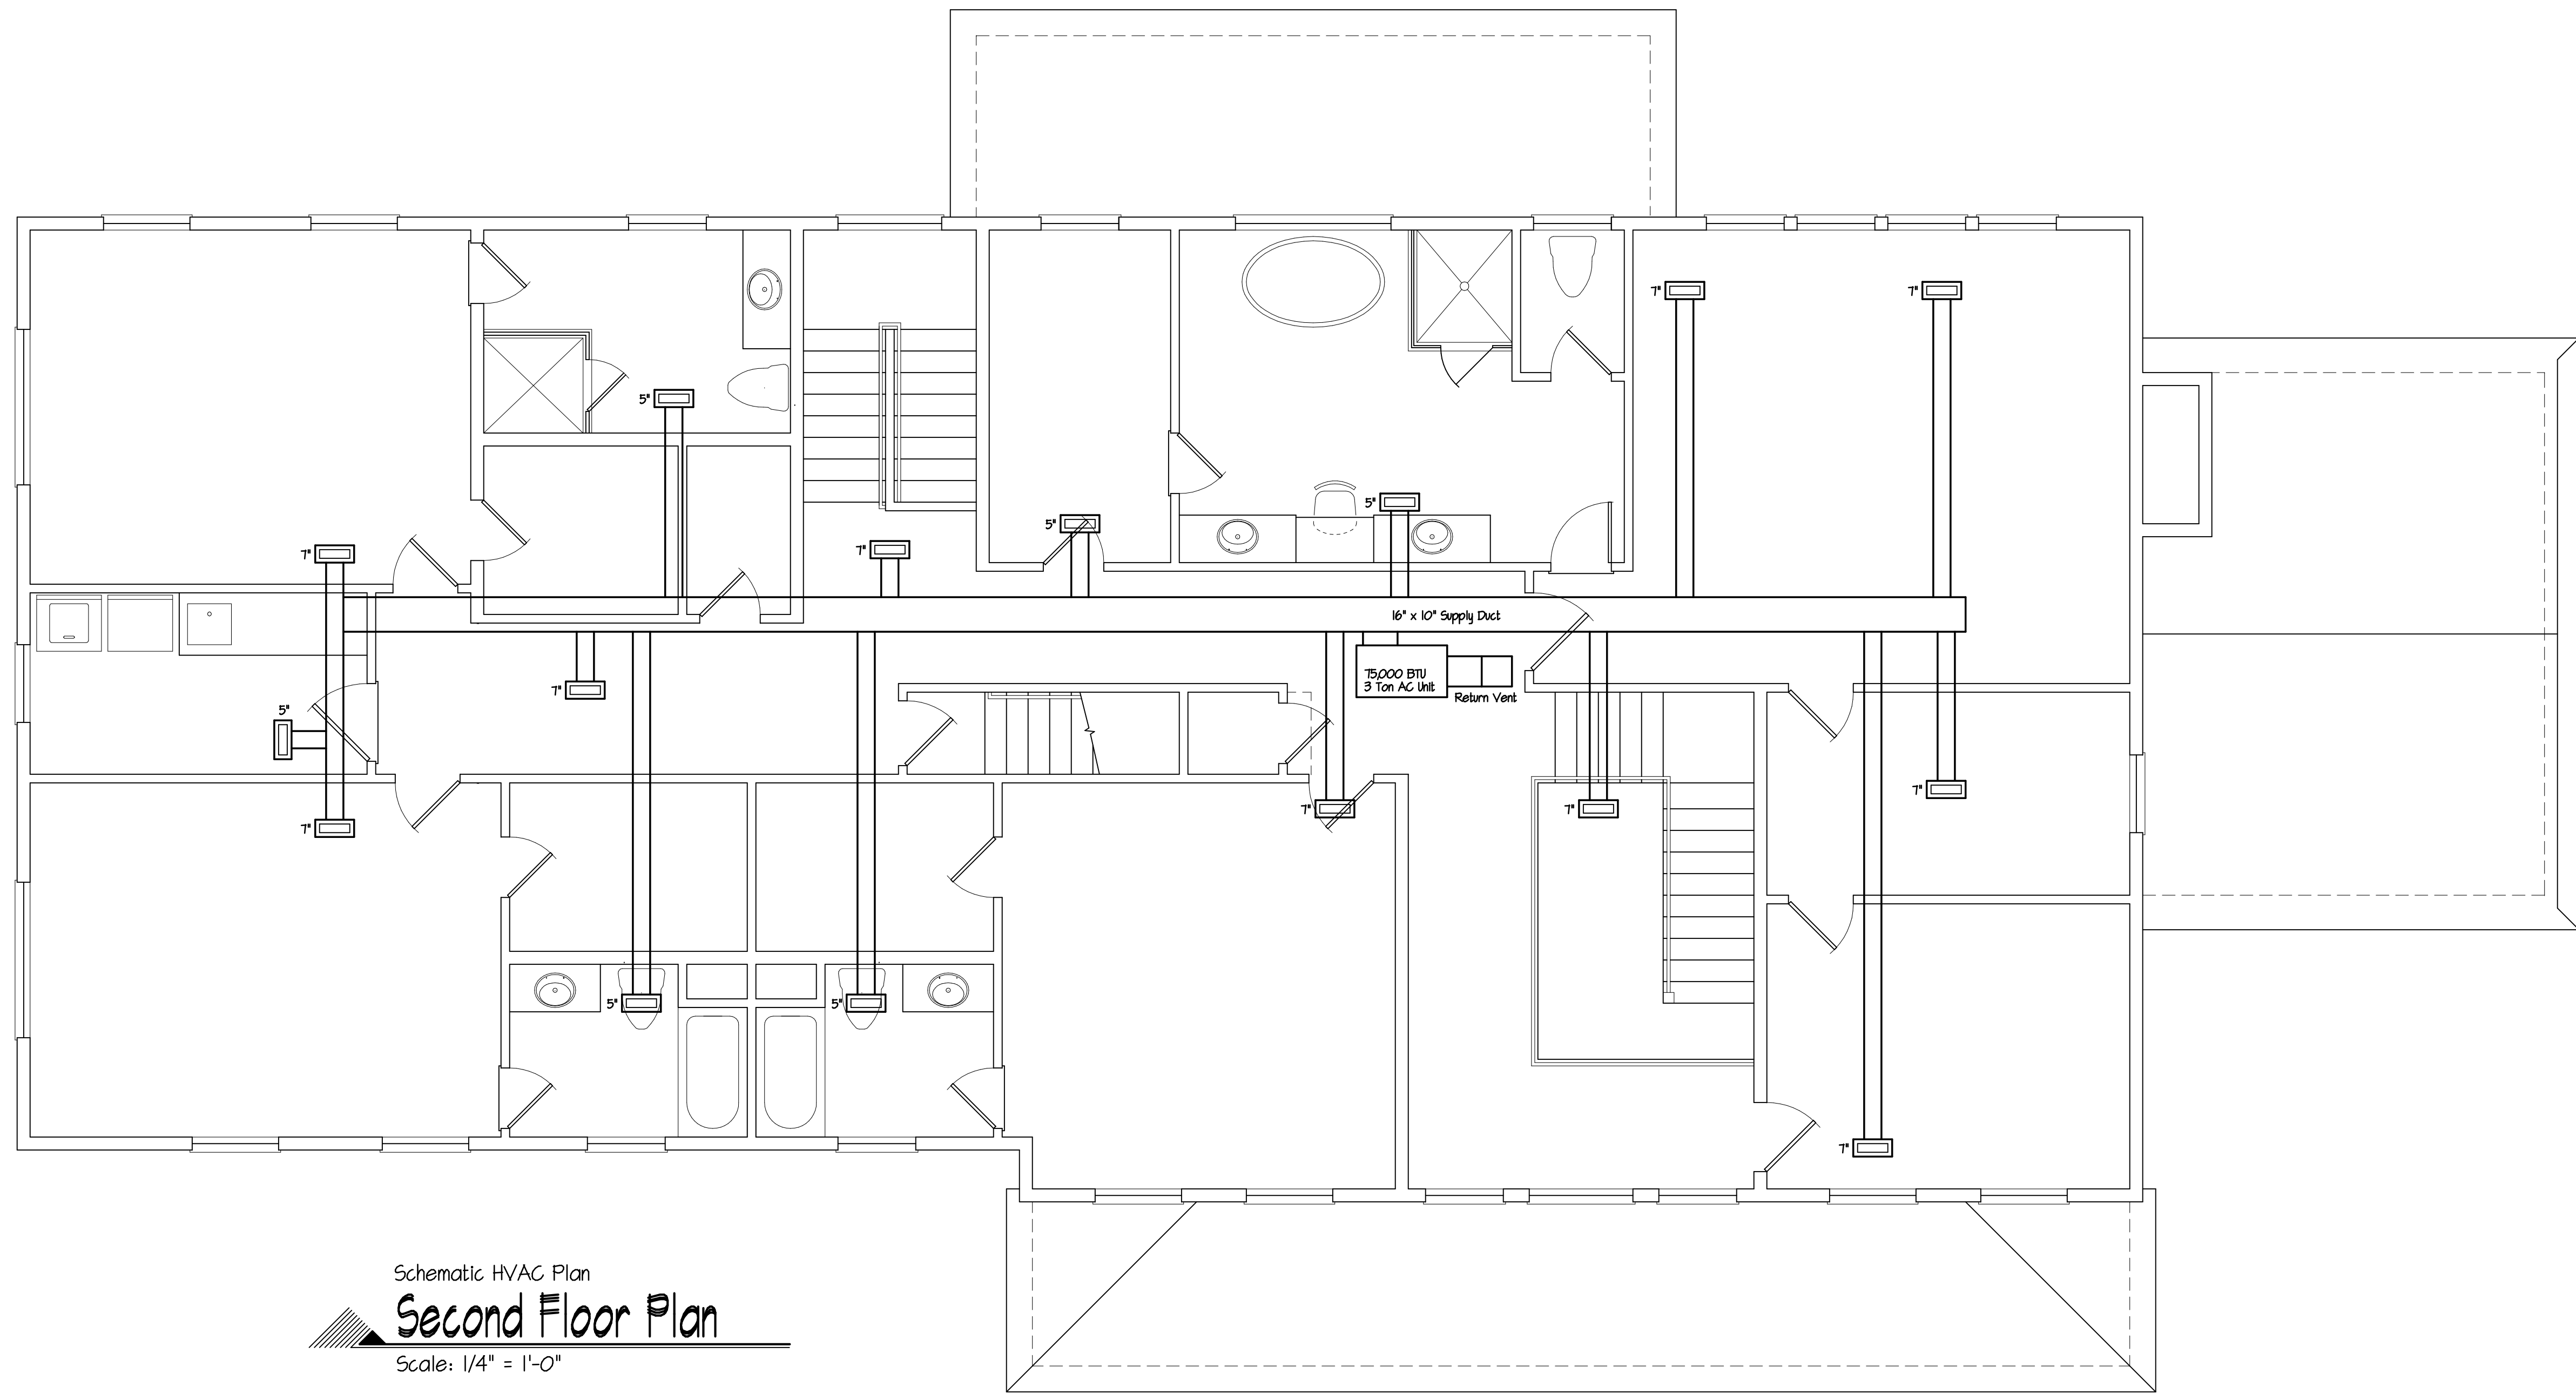 7"
7"
5"
5"
5"
7"
7"
16" x 10" Supply Duct
75,000 BTU
3 Ton AC Unit
Return Vent
7"
5"
7"
7"
7"
7"
5"
5"
7"
Schematic HVAC Plan
Second Floor Plan
Scale: 1/4" = 1'-0"